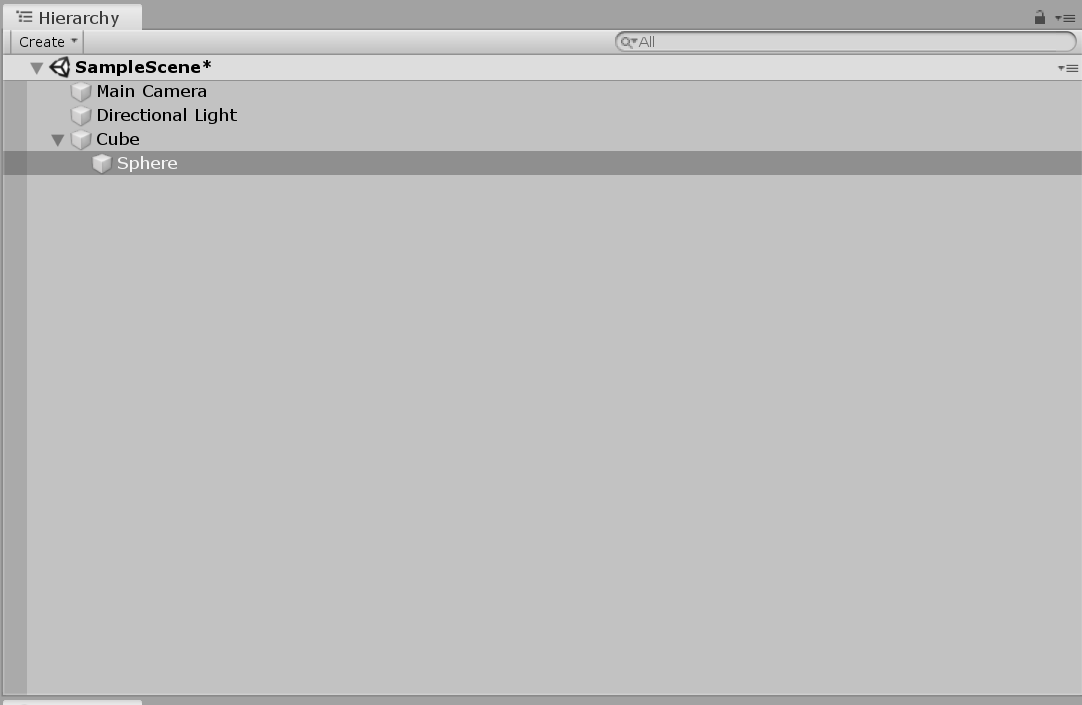 Hierarchy
Create All
SampleScene*
Main Camera
Directional Light
Cube
Sphere